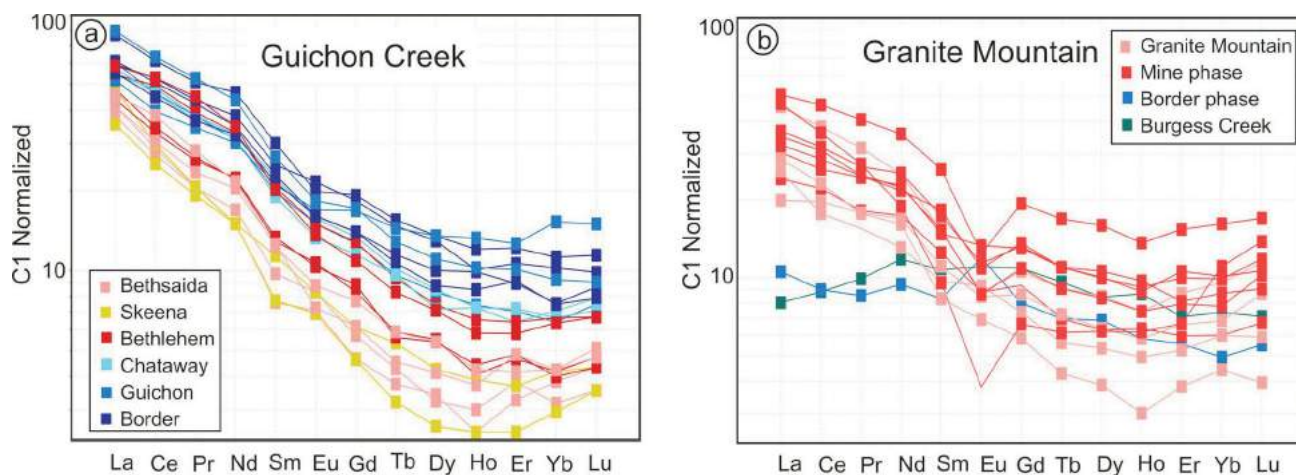 100
a
Guichon Creek
C1 Normalized
10
Bethsaida
Skeena
Bethlehem
Chataway
Guichon
Border
La Ce Pr Nd Sm Eu Gd Tb Dy Ho Er Yb Lu
100
b
Granite Mountain
C1 Normalized
10
Granite Mountain
Mine phase
Border phase
Burgess Creek
La Ce Pr Nd Sm Eu Gd Tb Dy Ho Er Yb Lu